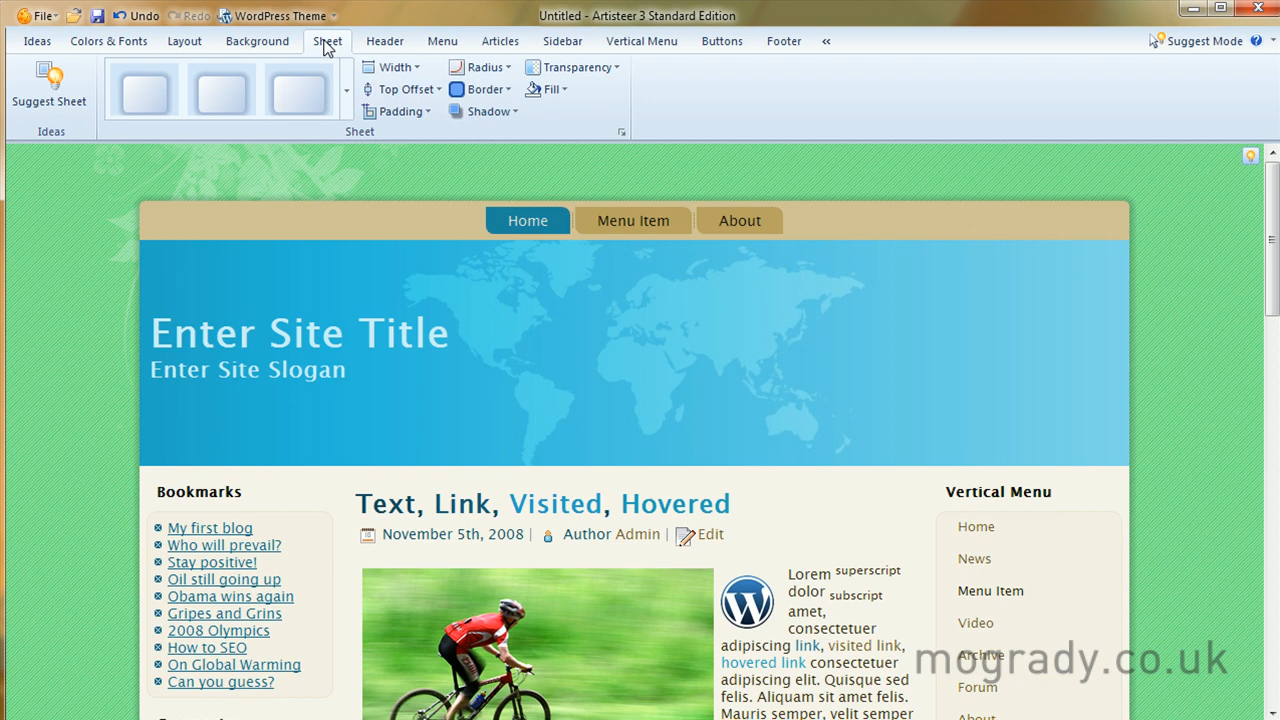 File Undo Redo WordPress Theme Untitled - Artisteer 3 Standard Edition
Ideas Colors & Fonts Layout Background Sheet Header Menu Articles Sidebar Vertical Menu Buttons Footer « Suggest Mode
Suggest Sheet
Ideas
Width Radius Transparency
Top Offset Border Fill
Padding Shadow
Sheet
Home Menu Item About
Enter Site Title
Enter Site Slogan
Bookmarks
My first blog
Who will prevail?
Stay positive!
Oil still going up
Obama wins again
Gripes and Grins
2008 Olympics
How to SEO
On Global Warming
Can you guess?
Text, Link, Visited, Hovered
November 5th, 2008 | Author Admin | Edit
Lorem superscript
dolor subscript
amet,
consectetuer
adipiscing link, visited link,
hovered link consectetuer
adipiscing elit. Quisque sed
felis. Aliquam sit amet felis.
Mauris semper, velit semper
Vertical Menu
Home
News
Menu Item
Video
Archive
Forum
About
mogrady.co.uk